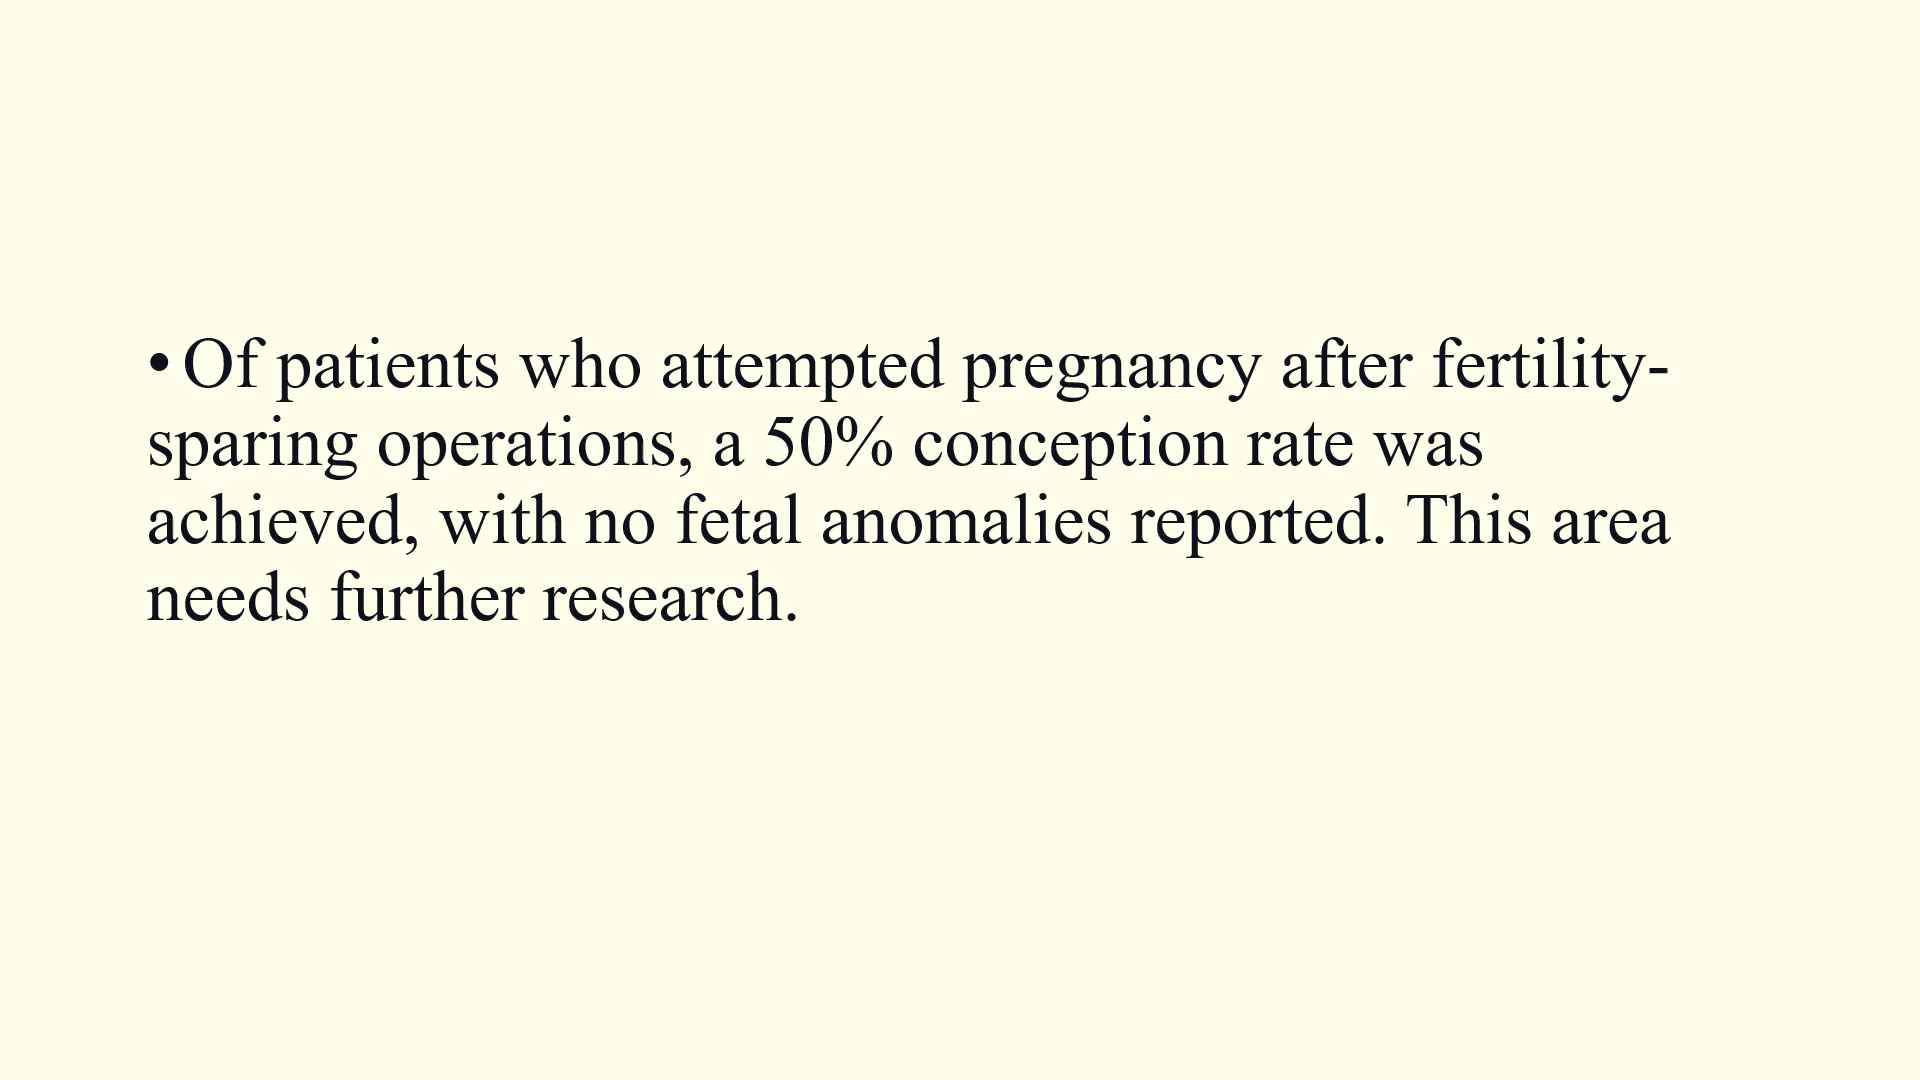 • Of patients who attempted pregnancy after fertility-
sparing operations, a 50% conception rate was
achieved, with no fetal anomalies reported. This area
needs further research.